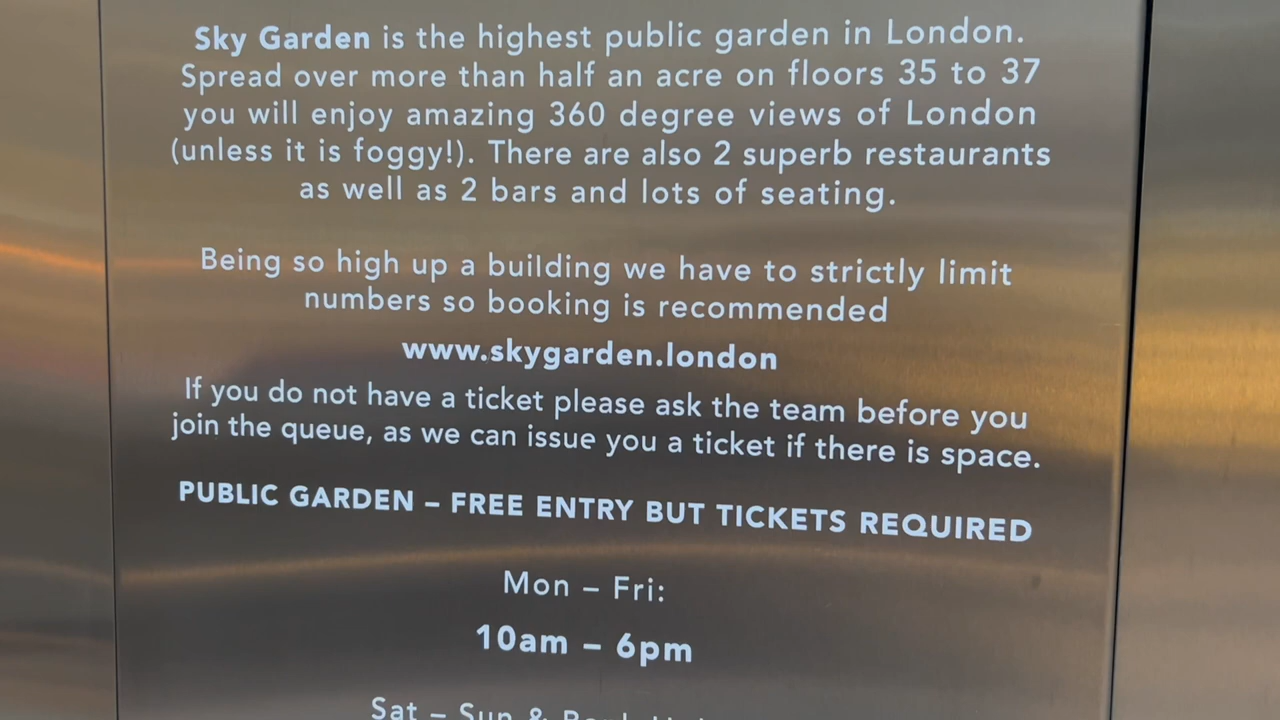 Sky Garden is the highest public garden in London.
Spread over more than half an acre on floors 35 to 37
you will enjoy amazing 360 degree views of London
(unless it is foggy!). There are also 2 superb restaurants
as well as 2 bars and lots of seating.
Being so high up a building we have to strictly limit
numbers so booking is recommended
www.skygarden.london
If you do not have a ticket please ask the team before you
join the queue, as we can issue you a ticket if there is space.
PUBLIC GARDEN – FREE ENTRY BUT TICKETS REQUIRED
Mon – Fri:
10am – 6pm
Sat – Sun &